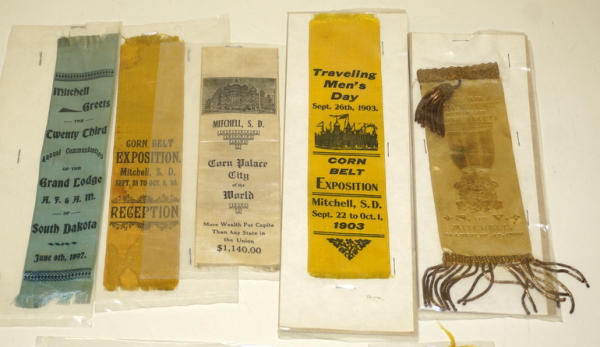 Mitchell
Greets
THE
Twenty Third
Annual Communication
OF THE
Grand Lodge
A. F. & A. M.
OF
South Dakota
June 8th, 1897.
CORN BELT
EXPOSITION.
Mitchell, S. D.
RECEPTION
MITCHELL, S. D.
Corn Palace
City
of the
World
More Wealth Per Capita
Than Any State in
the Union
$1,140.00
Traveling
Men's
Day
Sept. 26th, 1903.
CORN
BELT
EXPOSITION
Mitchell, S. D.
Sept. 22 to Oct. 1,
1903
MITCHELL